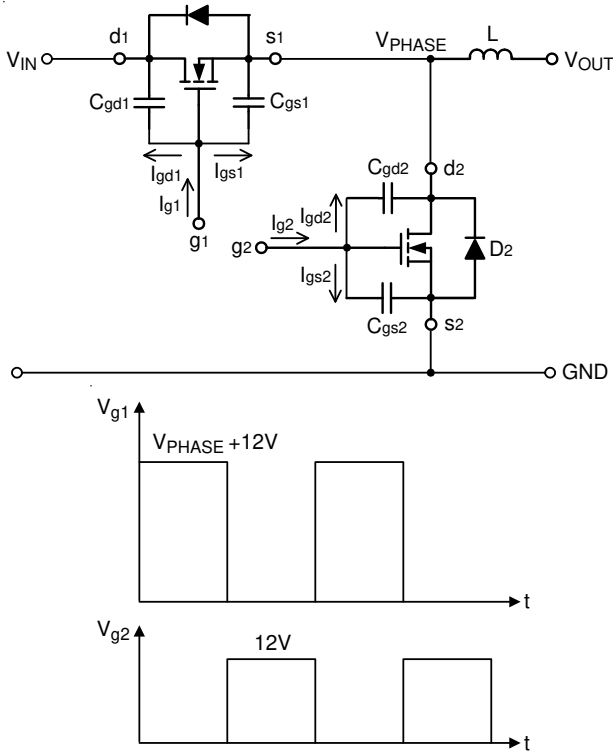 d1 s1 VPHASE L
VIN VOUT
Cgd1 Cgs1
Igd1 Igs1
Ig1
g1
Cgd2 d2
Ig2 Igd2
g2 D2
Igs2
Cgs2 s2
GND
Vg1
VPHASE +12V
t
Vg2
12V
t